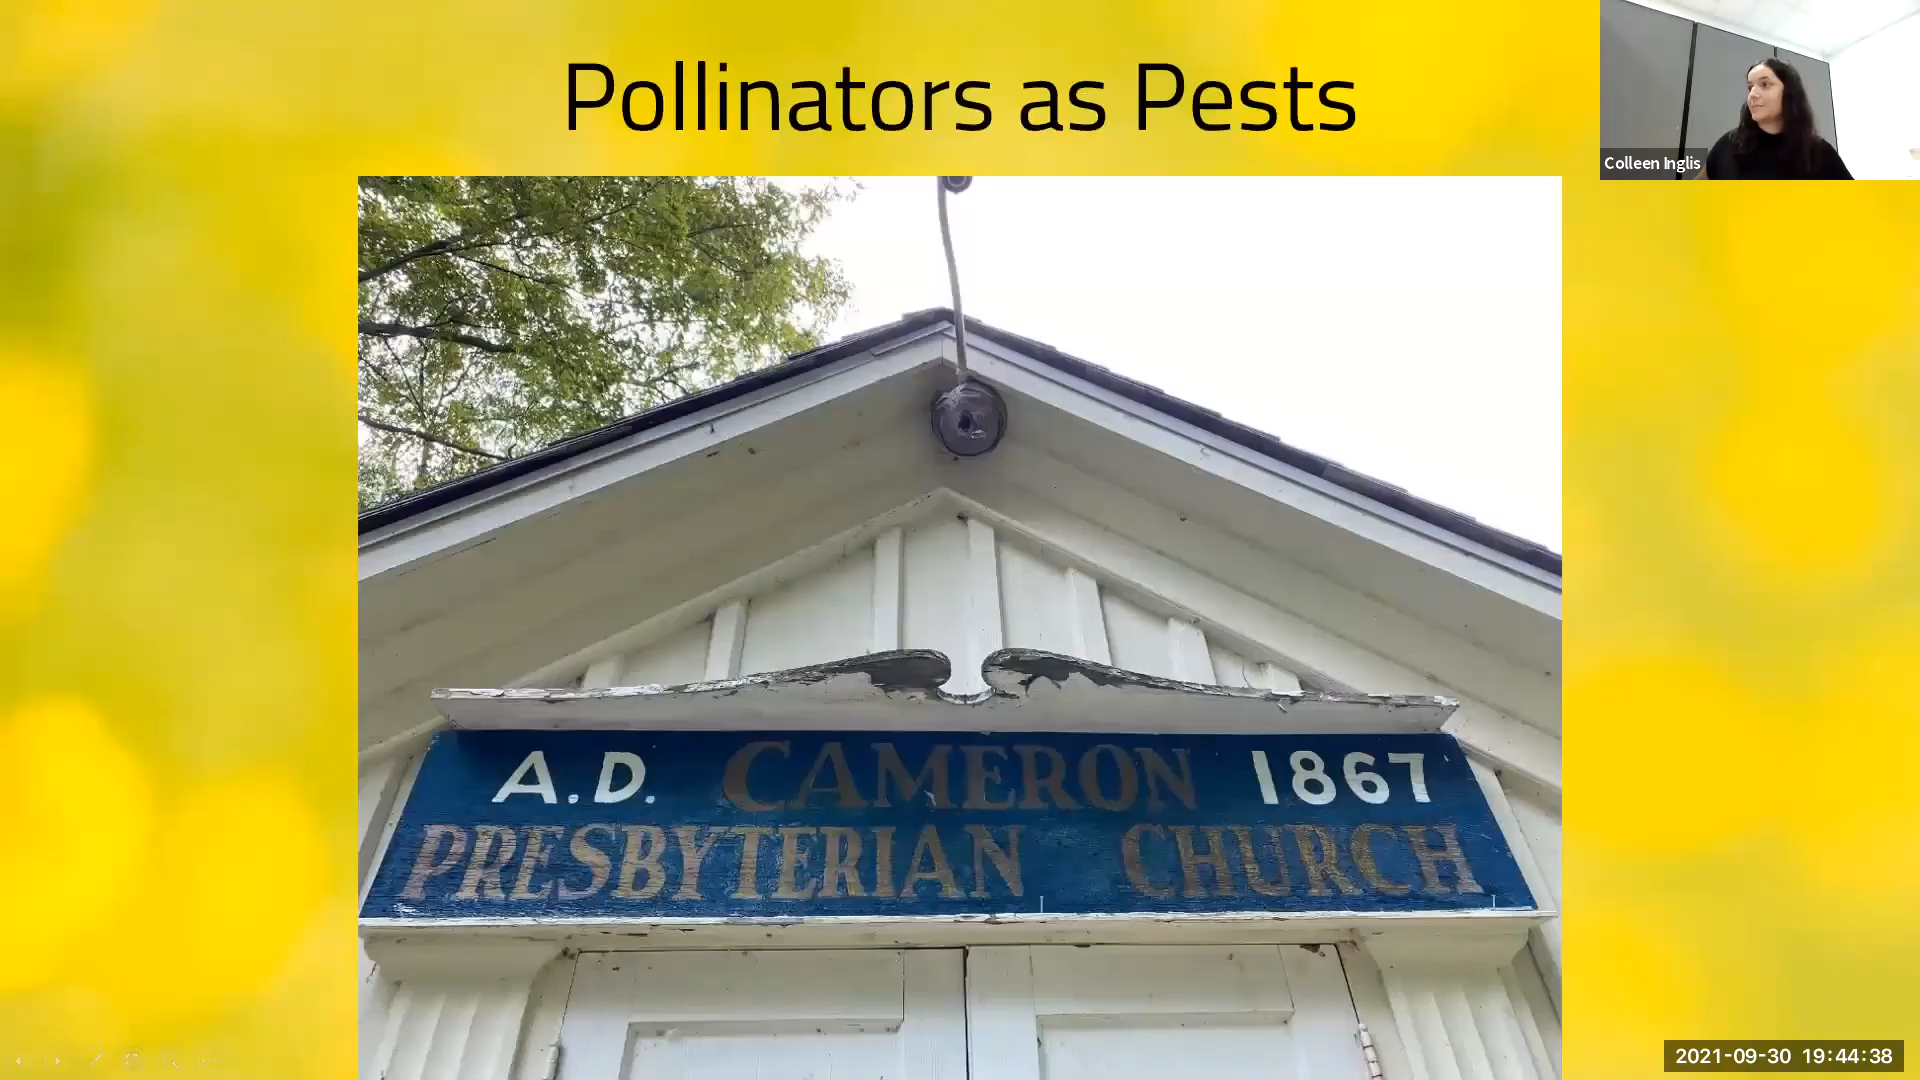 Pollinators as Pests
Colleen Inglis
A.D. CAMERON 1867
PRESBYTERIAN CHURCH
2021-09-30 19:44:38